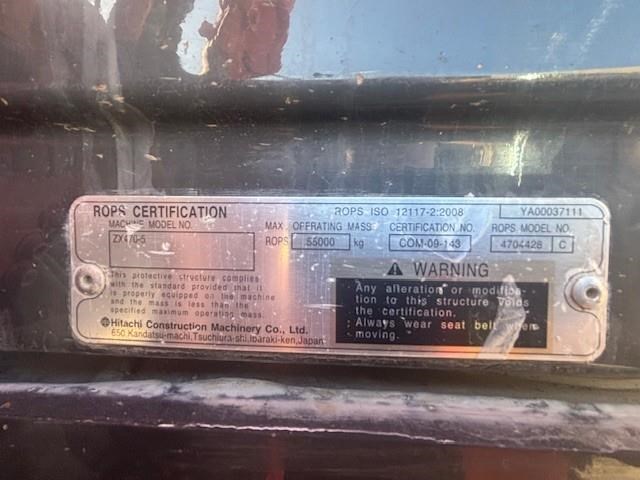 ROPS CERTIFICATION
ROPS ISO 12117-2:2008
YA00037111
MACHINE MODEL NO.
MAX. OPERATING MASS
CERTIFICATION NO.
ROPS MODEL NO.
ZX470-5
ROPS 55000 kg
COM-09-143
4704428 C
This protective structure complies
with the standard provided that it
is properly equipped on the machine
and the mass is less than the
specified maximum operating mass.
WARNING
Any alteration or modifica-
tion to this structure voids
the certification.
Always wear seat belt when
moving.
Hitachi Construction Machinery Co., Ltd.
650,Kandatsu-machi,Tsuchiura-shi,Ibaraki-ken,Japan